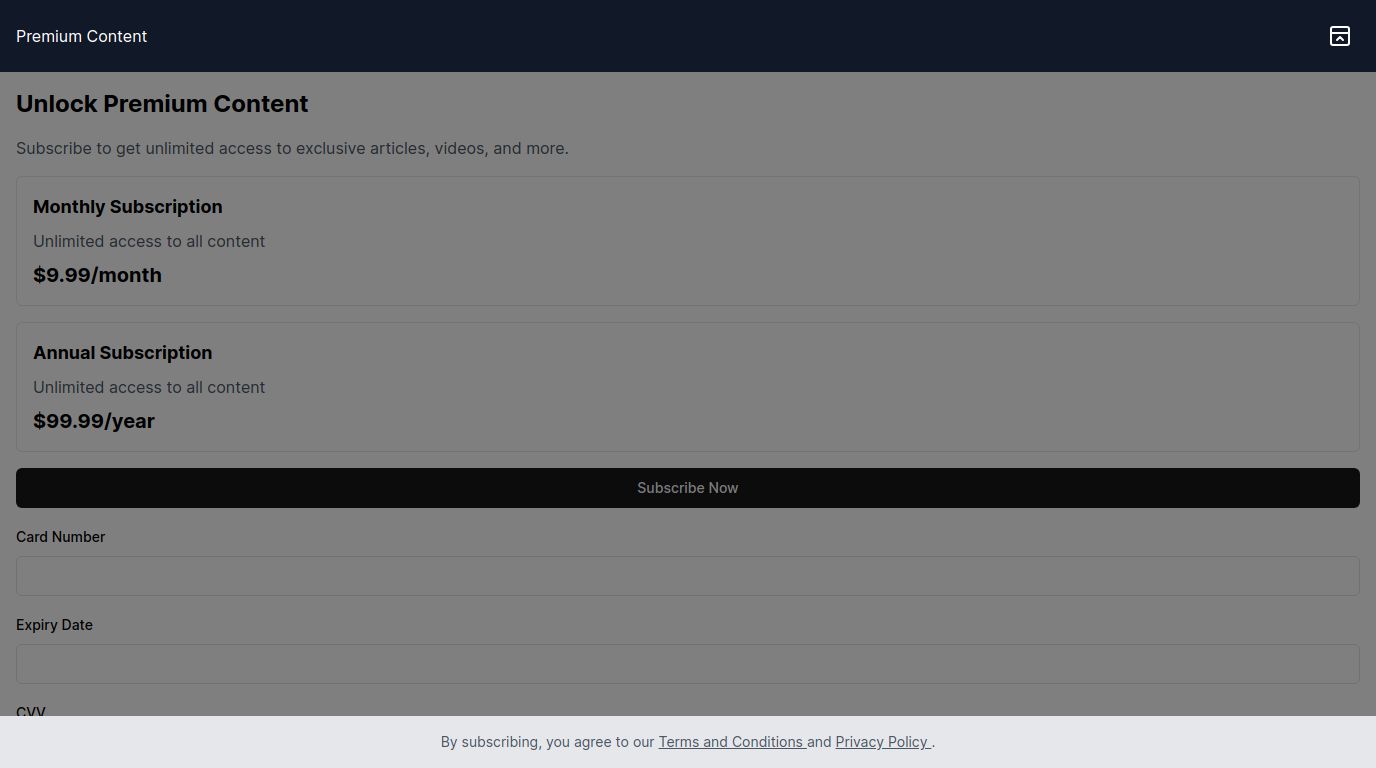 Premium Content
Unlock Premium Content
Subscribe to get unlimited access to exclusive articles, videos, and more.
Monthly Subscription
Unlimited access to all content
$9.99/month
Annual Subscription
Unlimited access to all content
$99.99/year
Subscribe Now
Card Number
Expiry Date
CVV
By subscribing, you agree to our Terms and Conditions and Privacy Policy .